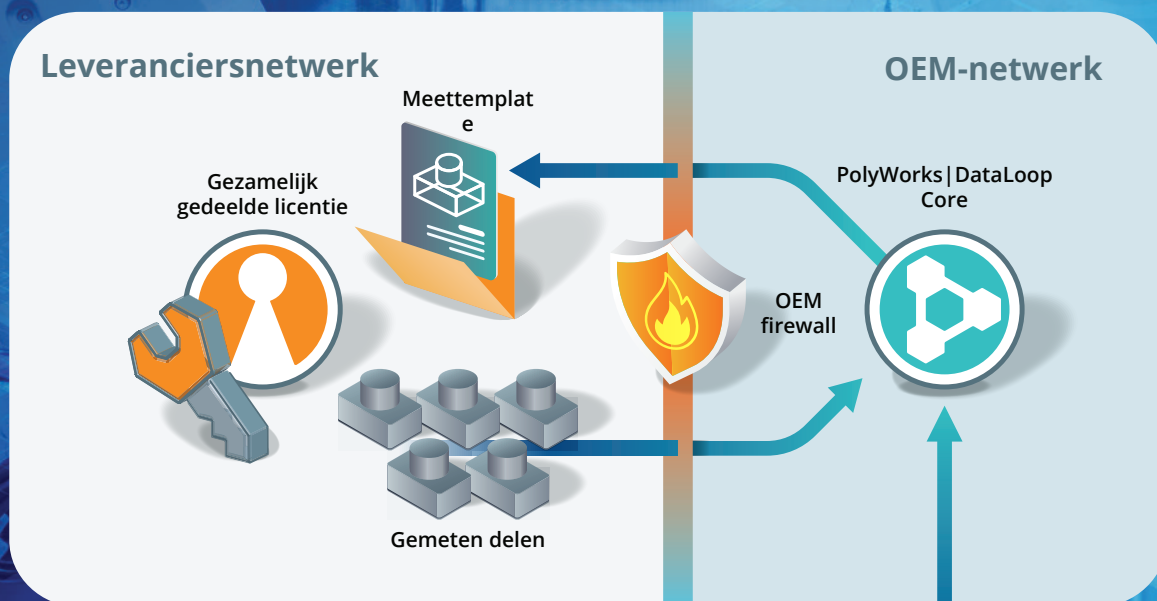 Leveranciersnetwerk
OEM-netwerk
Meettemplat
e
PolyWorks|DataLoop
Core
Gezamelijk
gedeelde licentie
OEM
firewall
Gemeten delen